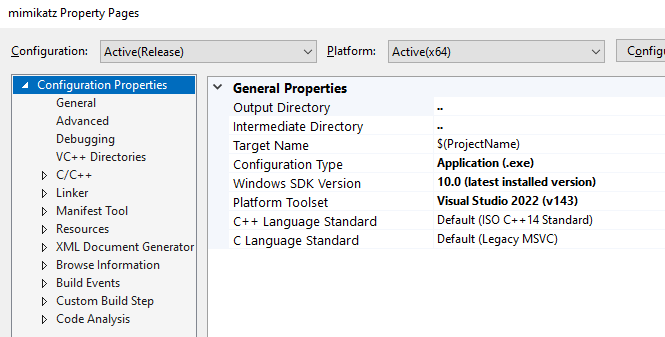 mimikatz Property Pages
Configuration: Active(Release) Platform: Active(x64) Config
Configuration Properties
General
Advanced
Debugging
VC++ Directories
C/C++
Linker
Manifest Tool
Resources
XML Document Generator
Browse Information
Build Events
Custom Build Step
Code Analysis
General Properties
Output Directory ..
Intermediate Directory ..
Target Name $(ProjectName)
Configuration Type Application (.exe)
Windows SDK Version 10.0 (latest installed version)
Platform Toolset Visual Studio 2022 (v143)
C++ Language Standard Default (ISO C++14 Standard)
C Language Standard Default (Legacy MSVC)